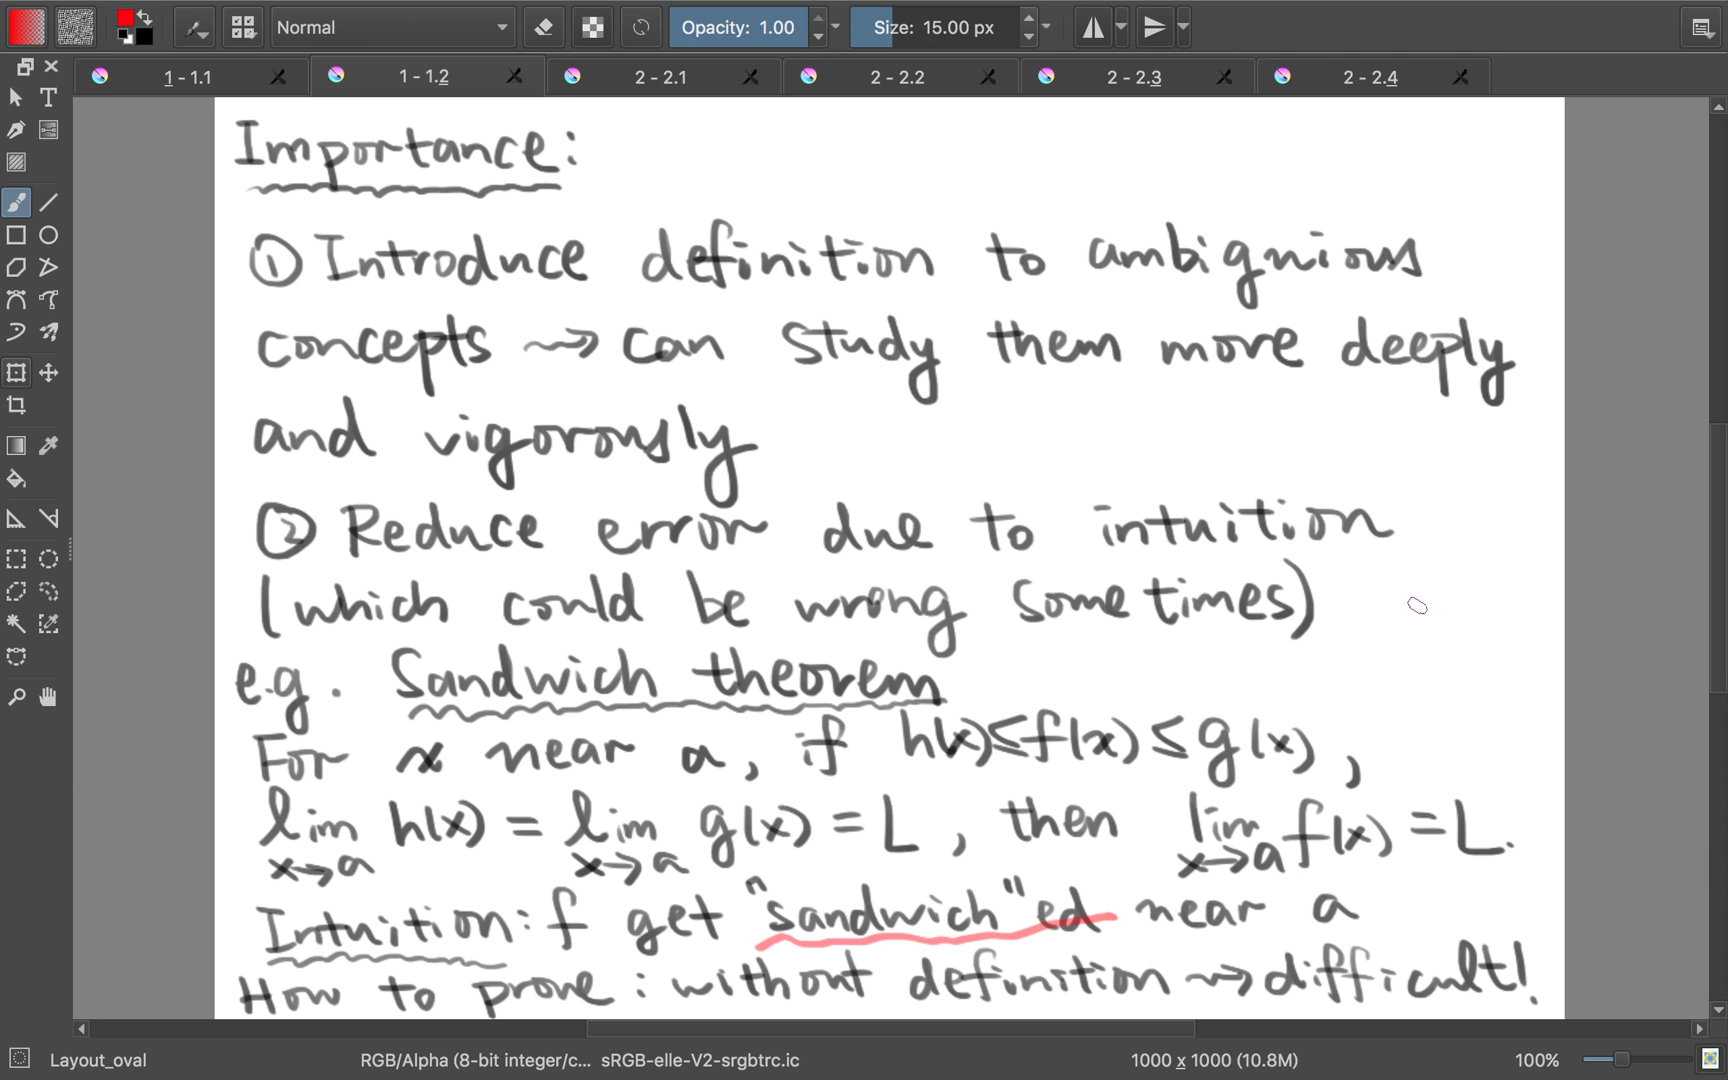 Normal
Opacity: 1.00
Size: 15.00 px
1 - 1.1
1 - 1.2
2 - 2.1
2 - 2.2
2 - 2.3
2 - 2.4
Importance:
① Introduce definition to ambignious
concepts → can study them more deeply
and vigorously
② Reduce error due to intuition
(which could be wrong sometimes)
e.g. Sandwich theorem
For x near a, if h(x)≤f(x)≤g(x),
lim h(x) = lim g(x) = L, then lim f(x) = L.
x→a x→a x→a
Intuition: f get "sandwich"ed near a
How to prove: without definition → difficult!
Layout_oval
RGB/Alpha (8-bit integer/c... sRGB-elle-V2-srgbtrc.ic
1000 x 1000 (10.8M)
100%